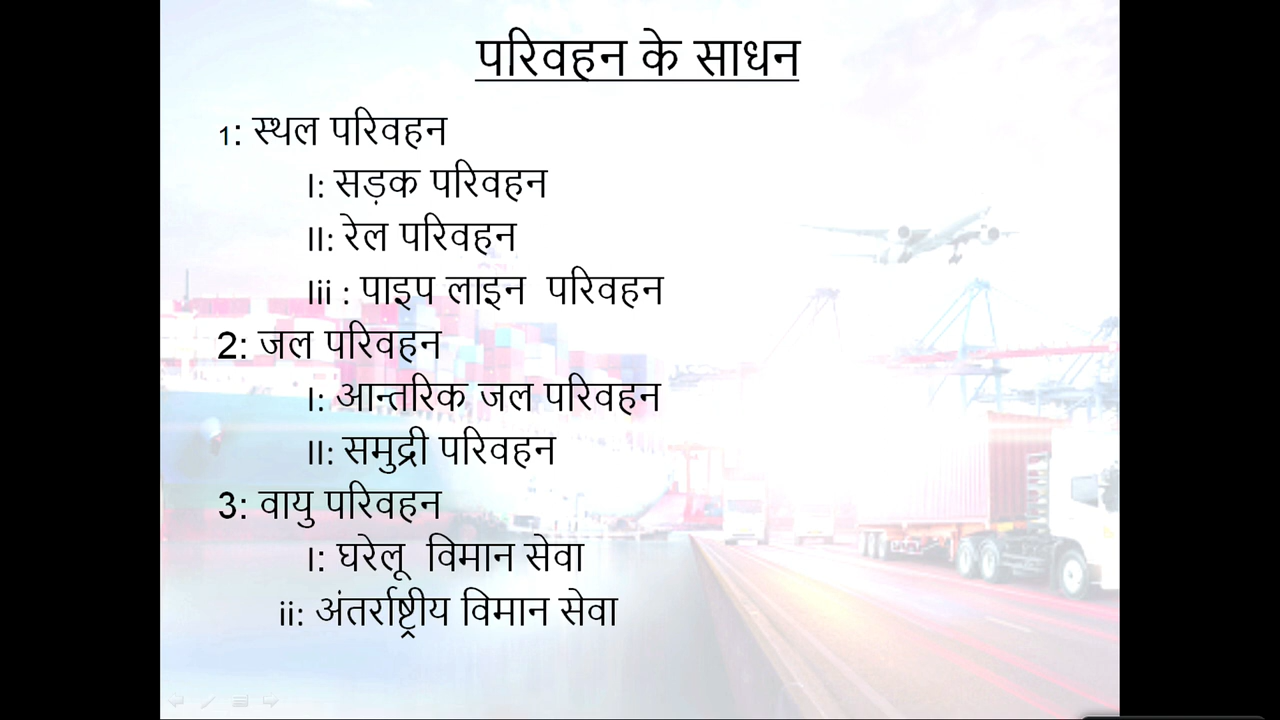 परिवहन के साधन
1: स्थल परिवहन
I: सड़क परिवहन
II: रेल परिवहन
Iii : पाइप लाइन परिवहन
2: जल परिवहन
I: आन्तरिक जल परिवहन
II: समुद्री परिवहन
3: वायु परिवहन
I: घरेलू विमान सेवा
ii: अंतर्राष्ट्रीय विमान सेवा